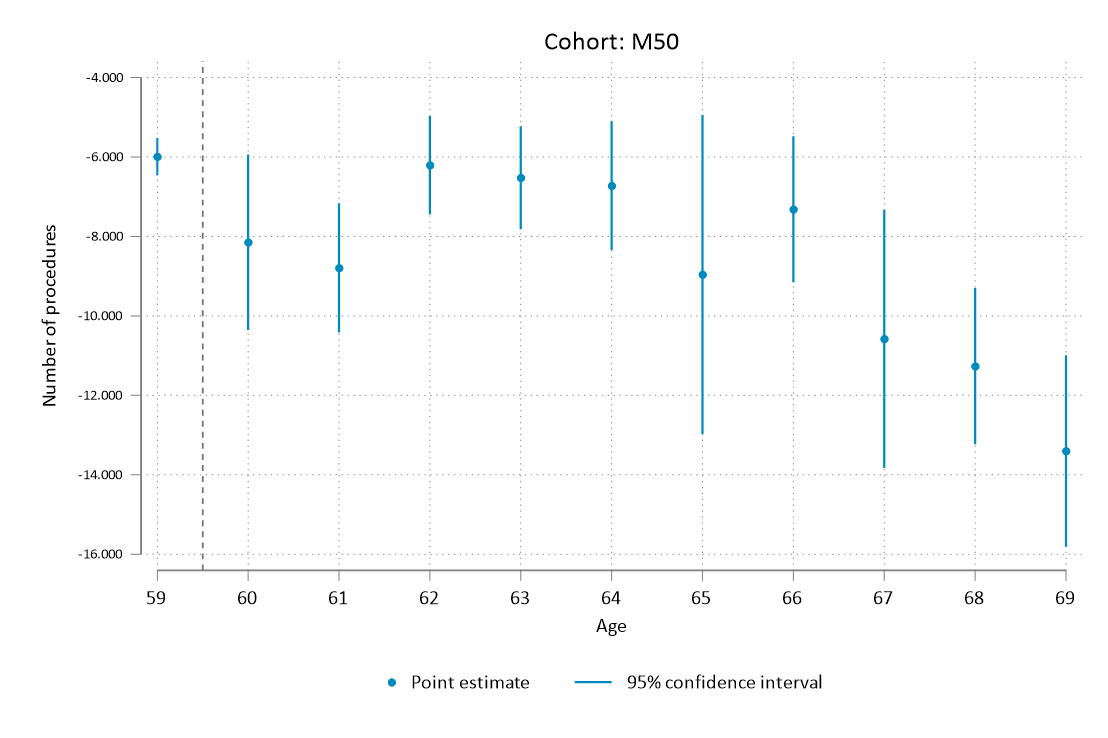 Cohort: M50
-4.000
-6.000
-8.000
-10.000
-12.000
-14.000
-16.000
Number of procedures
59 60 61 62 63 64 65 66 67 68 69
Age
Point estimate 95% confidence interval